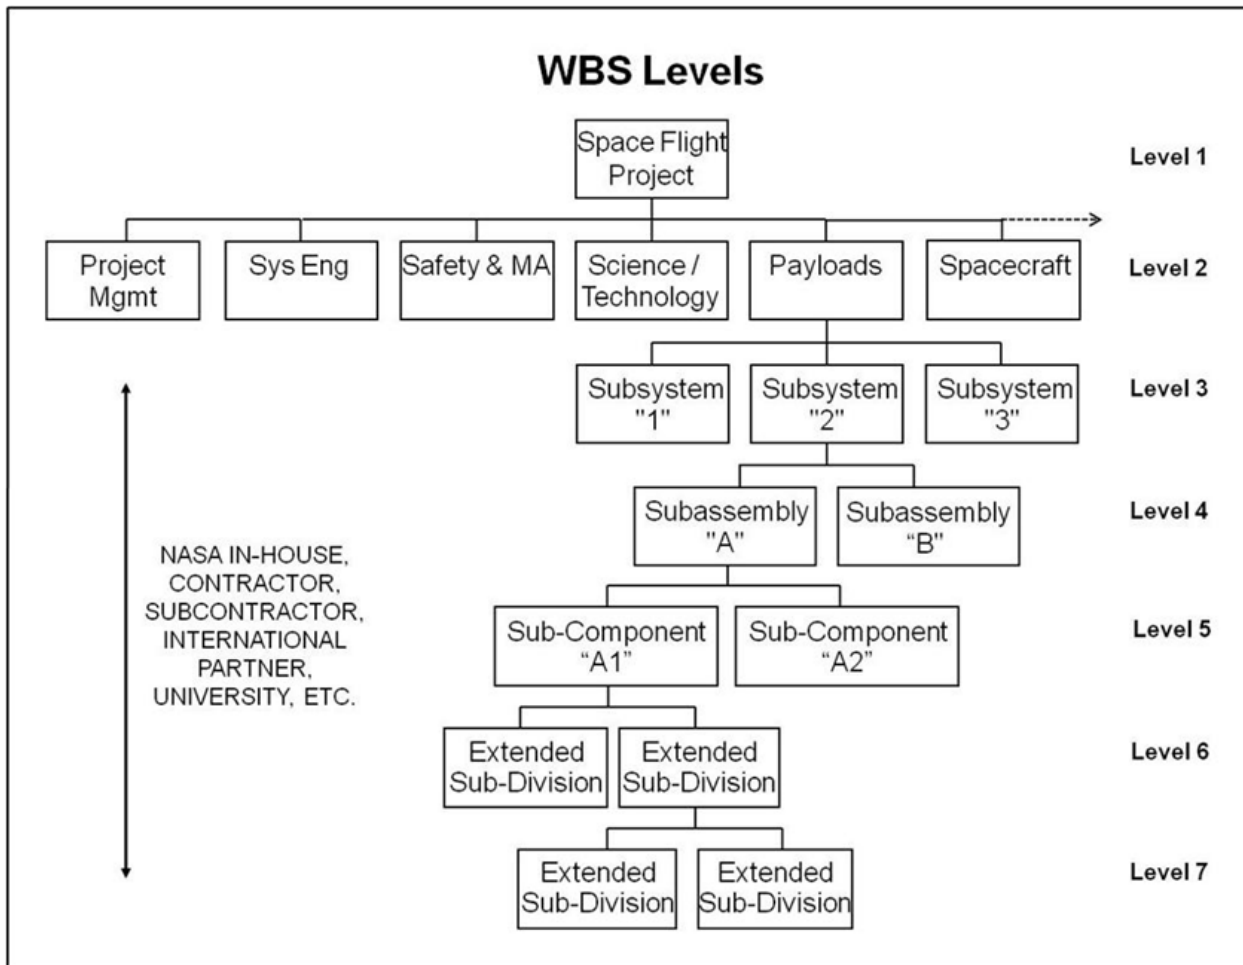 WBS Levels
Space Flight
Project
Level 1
Project
Mgmt
Sys Eng
Safety & MA
Science /
Technology
Payloads
Spacecraft
Level 2
Subsystem
"1"
Subsystem
"2"
Subsystem
"3"
Level 3
Subassembly
"A"
Subassembly
“B”
Level 4
NASA IN-HOUSE,
CONTRACTOR,
SUBCONTRACTOR,
INTERNATIONAL
PARTNER,
UNIVERSITY, ETC.
Sub-Component
“A1”
Sub-Component
“A2”
Level 5
Extended
Sub-Division
Extended
Sub-Division
Level 6
Extended
Sub-Division
Extended
Sub-Division
Level 7